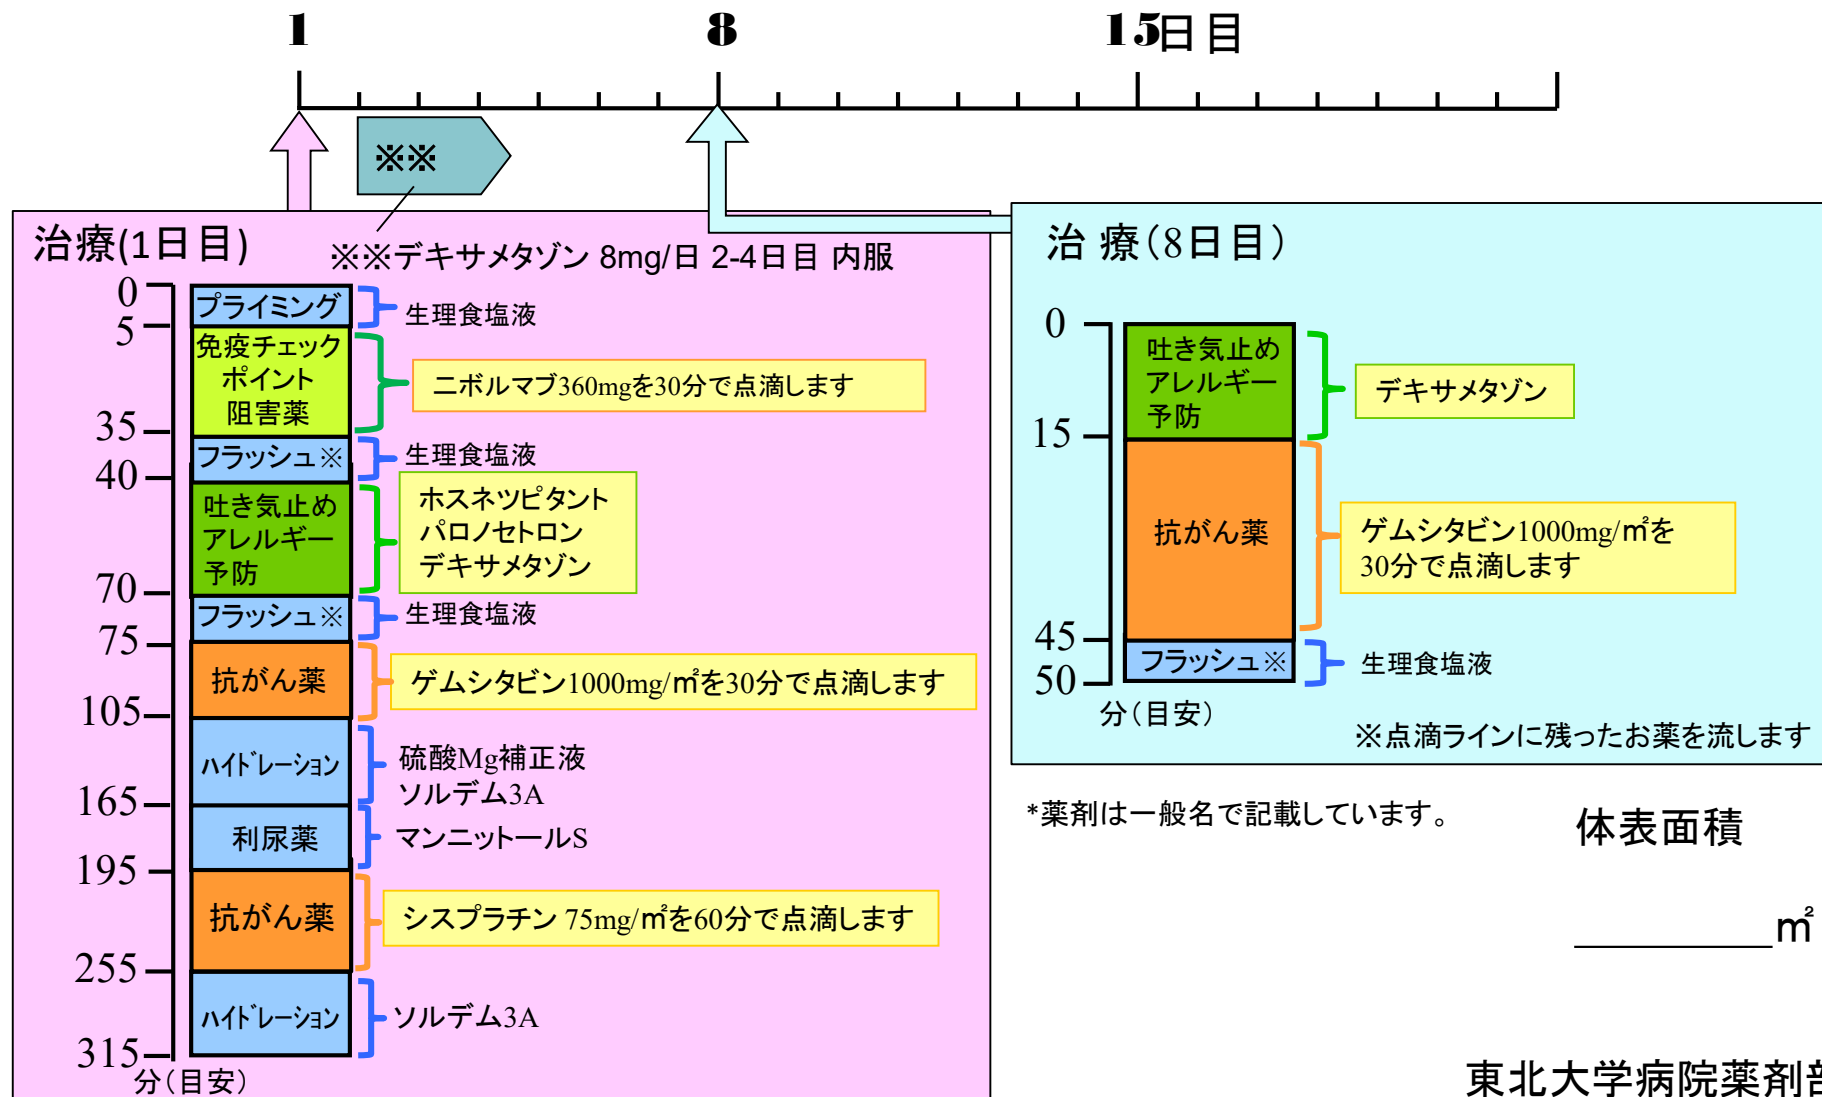 1
8
15日目
※※
治療(1日目)
※※デキサメタゾン 8mg/日 2-4日目 内服
0
プライミング
生理食塩液
5
免疫チェック
ポイント
阻害薬
ニボルマブ360mgを30分で点滴します
35
フラッシュ※
生理食塩液
40
吐き気止め
アレルギー
予防
ホスネツピタント
パロノセトロン
デキサメタゾン
70
フラッシュ※
生理食塩液
75
抗がん薬
ゲムシタビン1000mg/㎡を30分で点滴します
105
ハイドレーション
硫酸Mg補正液
ソルデム3A
165
利尿薬
マンニットールS
195
抗がん薬
シスプラチン 75mg/㎡を60分で点滴します
255
ハイドレーション
ソルデム3A
315
分(目安)
治 療(8日目)
0
吐き気止め
アレルギー
予防
デキサメタゾン
15
抗がん薬
ゲムシタビン1000mg/㎡を
30分で点滴します
45
フラッシュ※
生理食塩液
50
分(目安)
※点滴ラインに残ったお薬を流します
*薬剤は一般名で記載しています。
体表面積
________㎡
東北大学病院薬剤部